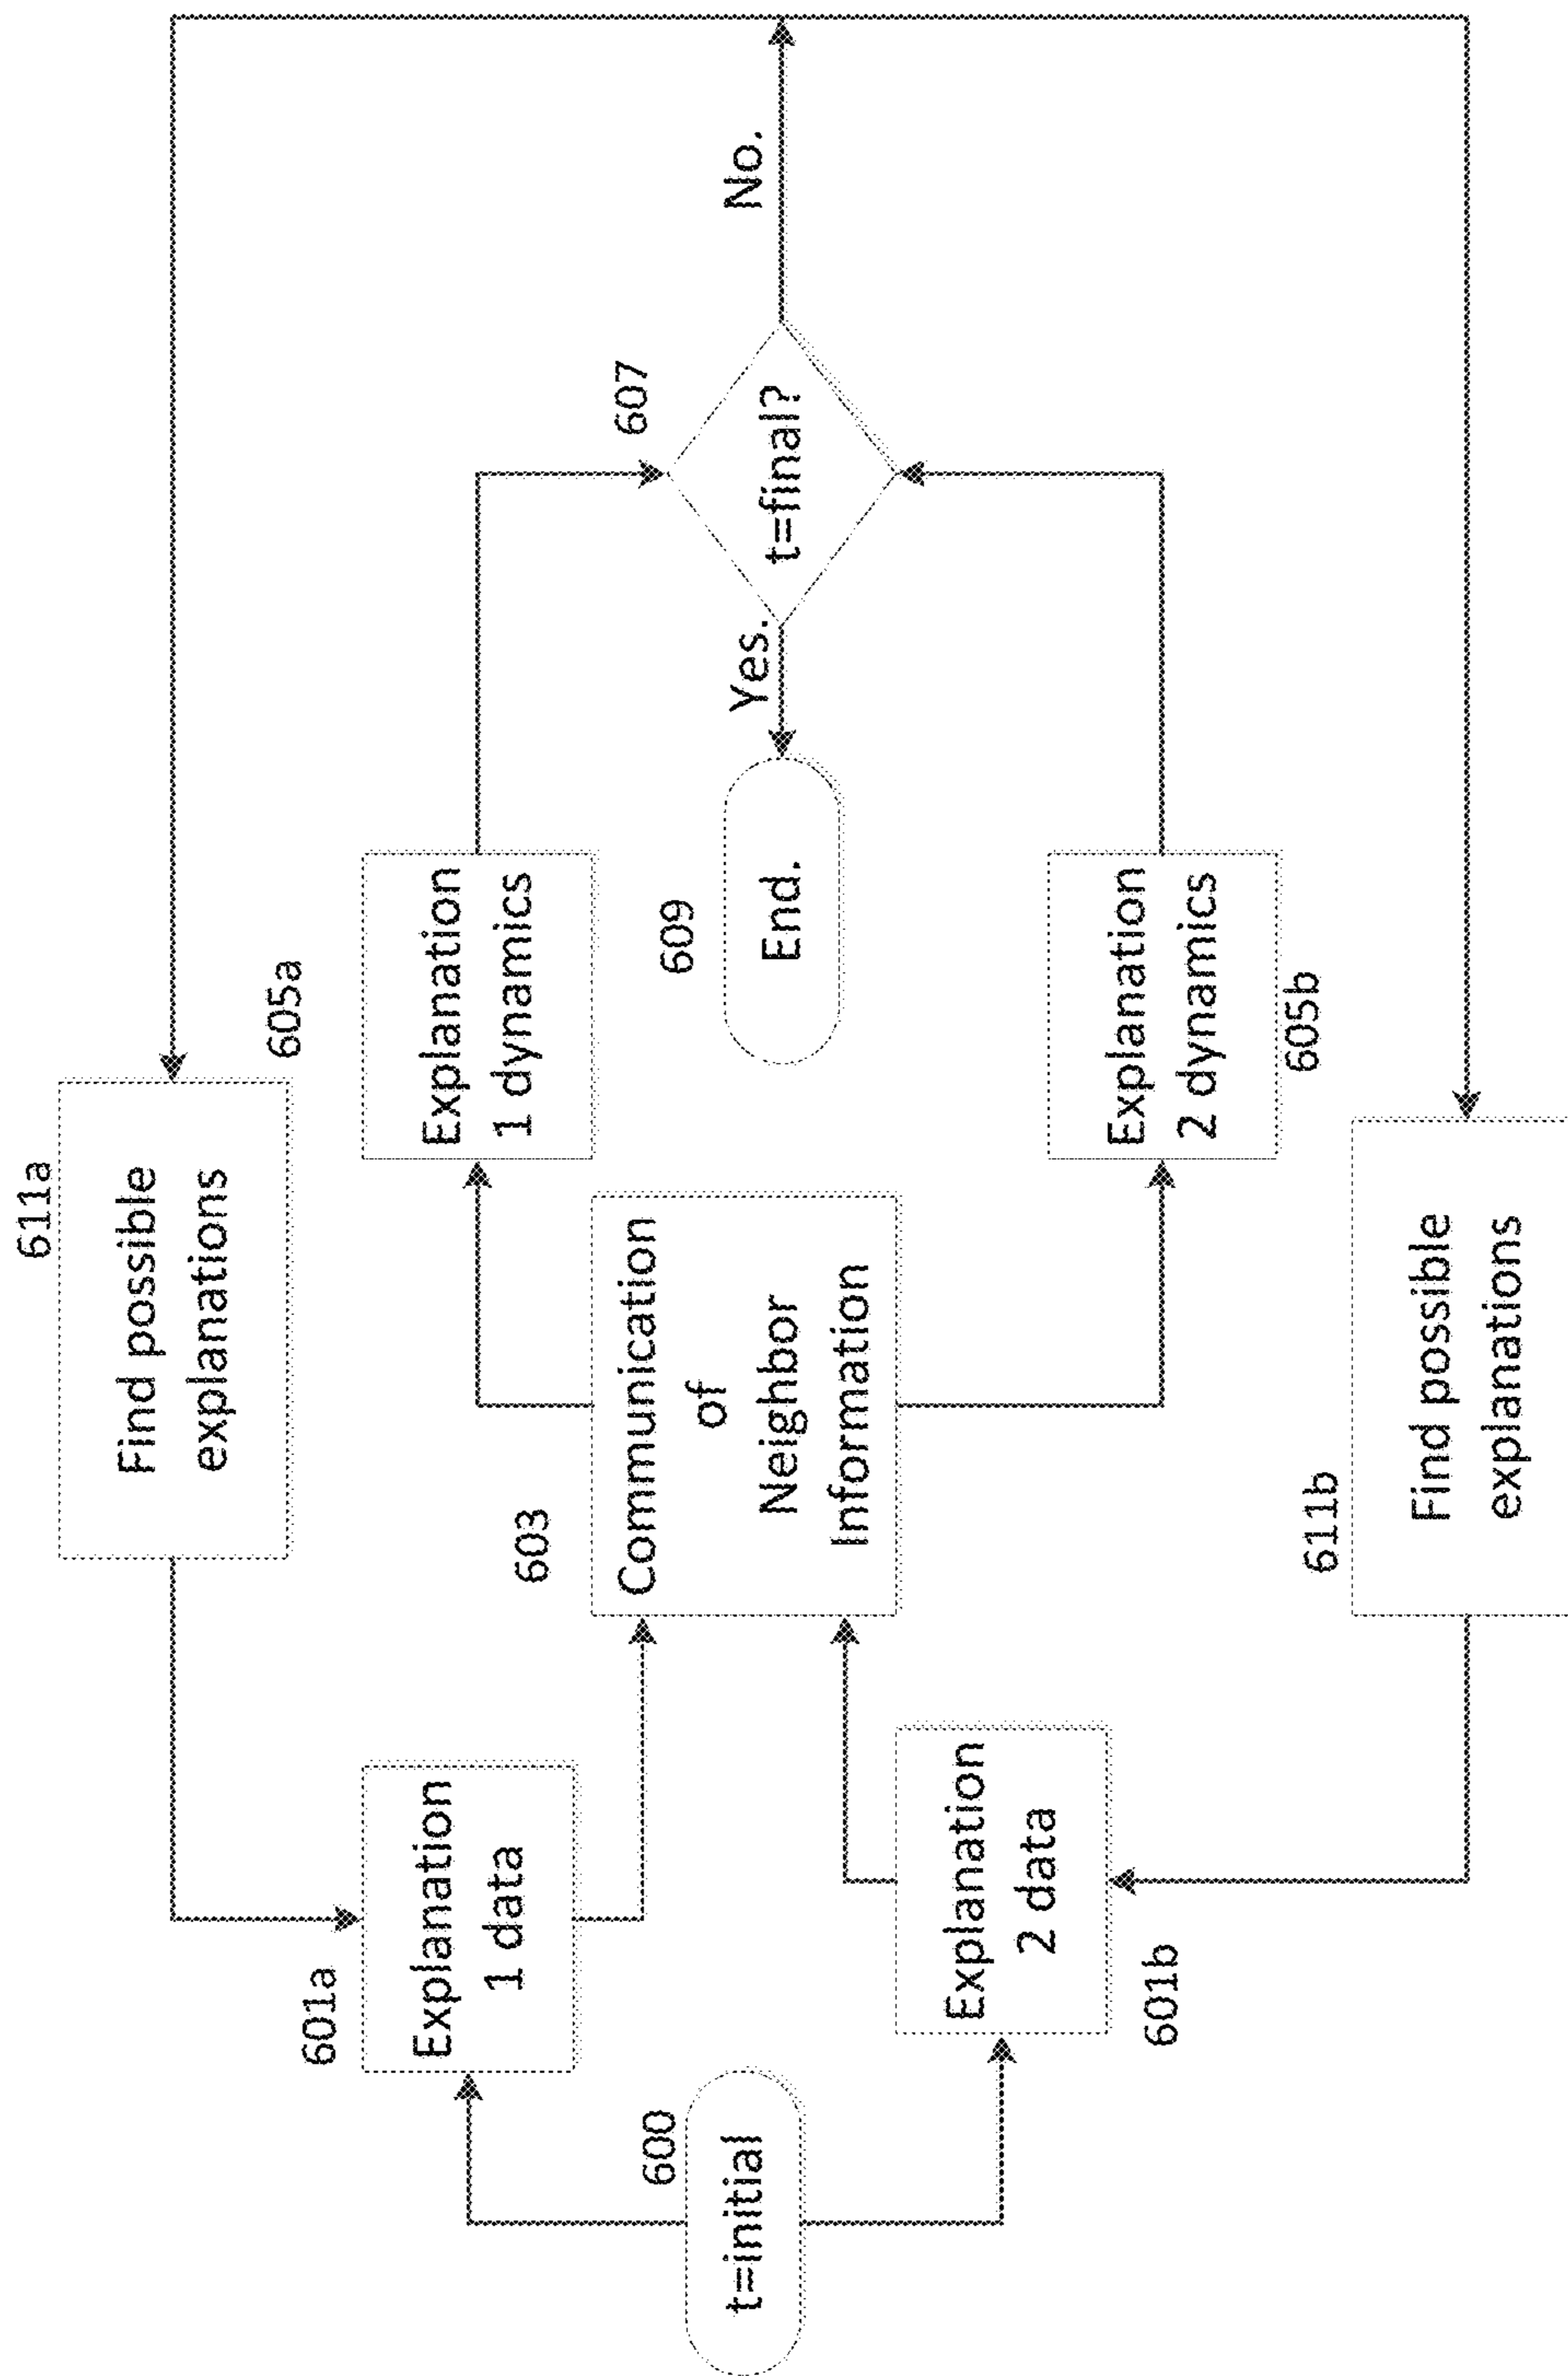 611a
Find possible
explanations
601a
Explanation
1 data
605a
Explanation
1 dynamics
607
t=final?
No.
Yes.
609
End.
603
Communication
of
Neighbor
Information
600
t=initial
Explanation
2 data
601b
Explanation
2 dynamics
605b
611b
Find possible
explanations